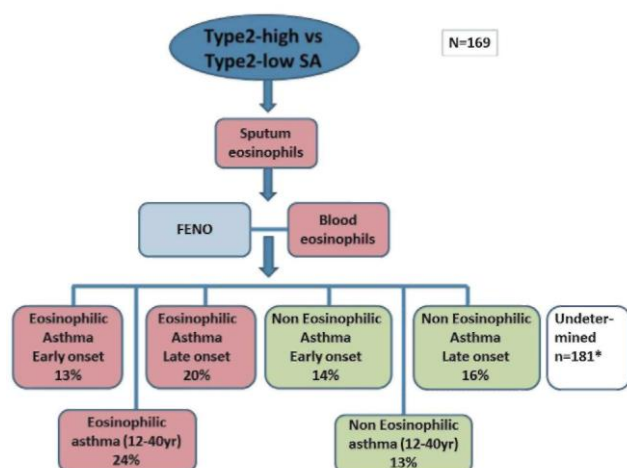 Type2-high vs
Type2-low SA
N=169
Sputum
eosinophils
FENO
Blood
eosinophils
Eosinophilic
Asthma
Early onset
13%
Eosinophilic
Asthma
Late onset
20%
Non Eosinophilic
Asthma
Early onset
14%
Non Eosinophilic
Asthma
Late onset
16%
Undeter-
mined
n=181*
Eosinophilic
asthma (12-40yr)
24%
Non Eosinophilic
asthma (12-40yr)
13%